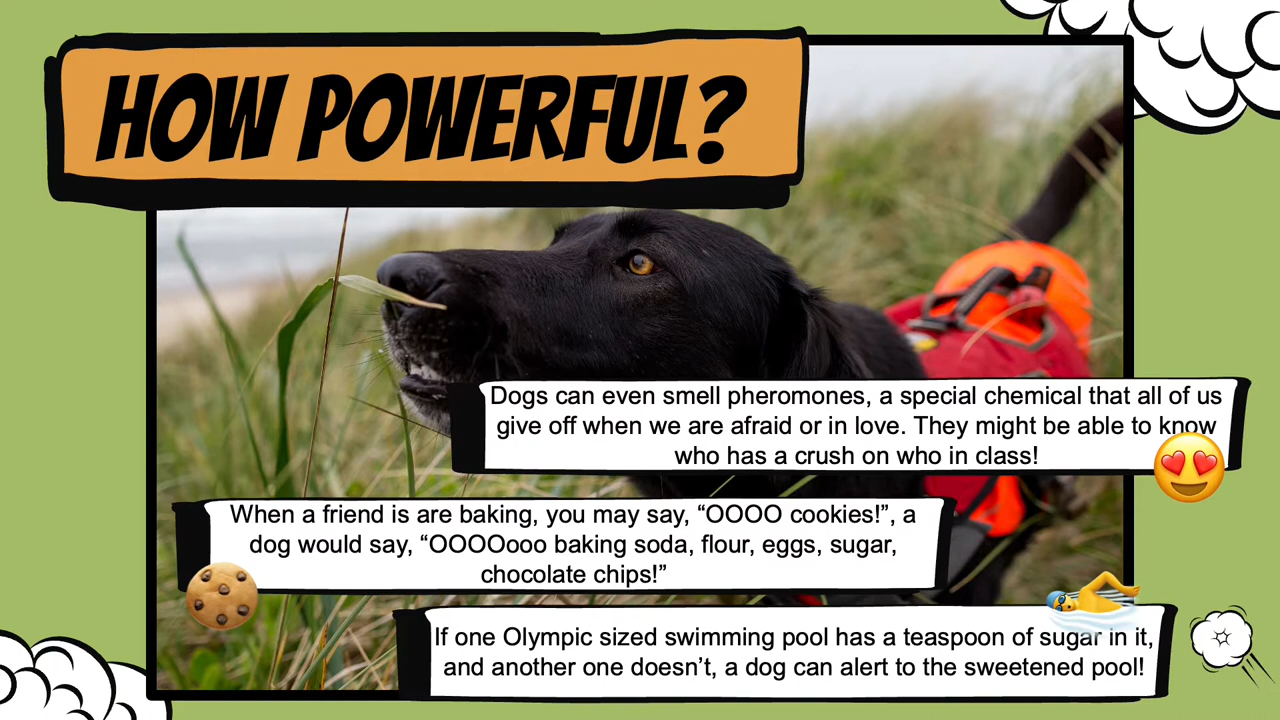 HOW POWERFUL?
Dogs can even smell pheromones, a special chemical that all of us
give off when we are afraid or in love. They might be able to know
who has a crush on who in class!
When a friend is are baking, you may say, “OOOO cookies!”, a
dog would say, “OOOOooo baking soda, flour, eggs, sugar,
chocolate chips!”
If one Olympic sized swimming pool has a teaspoon of sugar in it,
and another one doesn’t, a dog can alert to the sweetened pool!